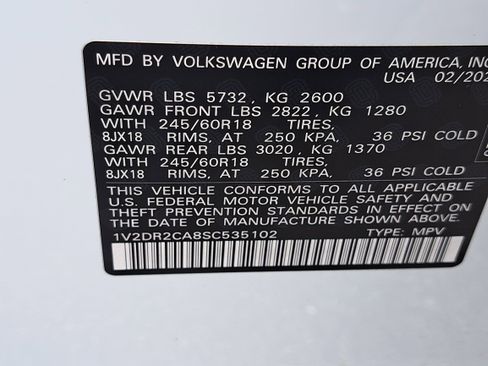 MFD BY VOLKSWAGEN GROUP OF AMERICA, INC
USA 02/202
GVWR LBS 5732, KG 2600
GAWR FRONT LBS 2822, KG 1280
WITH 245/60R18 TIRES,
8JX18 RIMS, AT 250 KPA, 36 PSI COLD
GAWR REAR LBS 3020, KG 1370
WITH 245/60R18 TIRES,
8JX18 RIMS, AT 250 KPA, 36 PSI COLD
THIS VEHICLE CONFORMS TO ALL APPLICABLE
U.S. FEDERAL MOTOR VEHICLE SAFETY AND
THEFT PREVENTION STANDARDS IN EFFECT ON THE
DATE OF MANUFACTURE SHOWN ABOVE.
1V2DR2CA8SC535102 TYPE: MPV